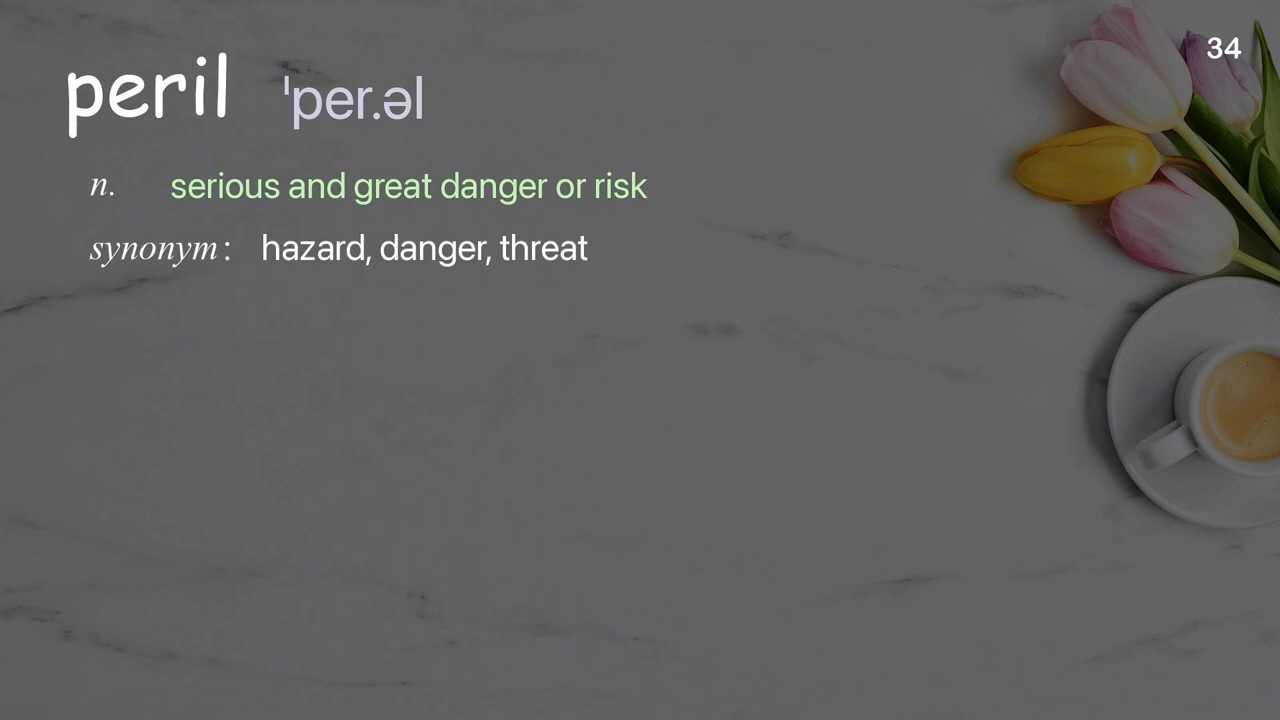 34
peril ˈper.əl
n. serious and great danger or risk
synonym: hazard, danger, threat